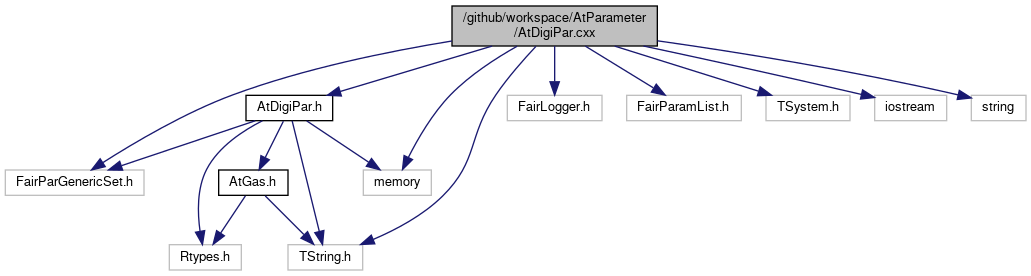 /github/workspace/AtParameter
/AtDigiPar.cxx
AtDigiPar.h
FairLogger.h
FairParamList.h
TSystem.h
iostream
string
FairParGenericSet.h
AtGas.h
memory
Rtypes.h
TString.h